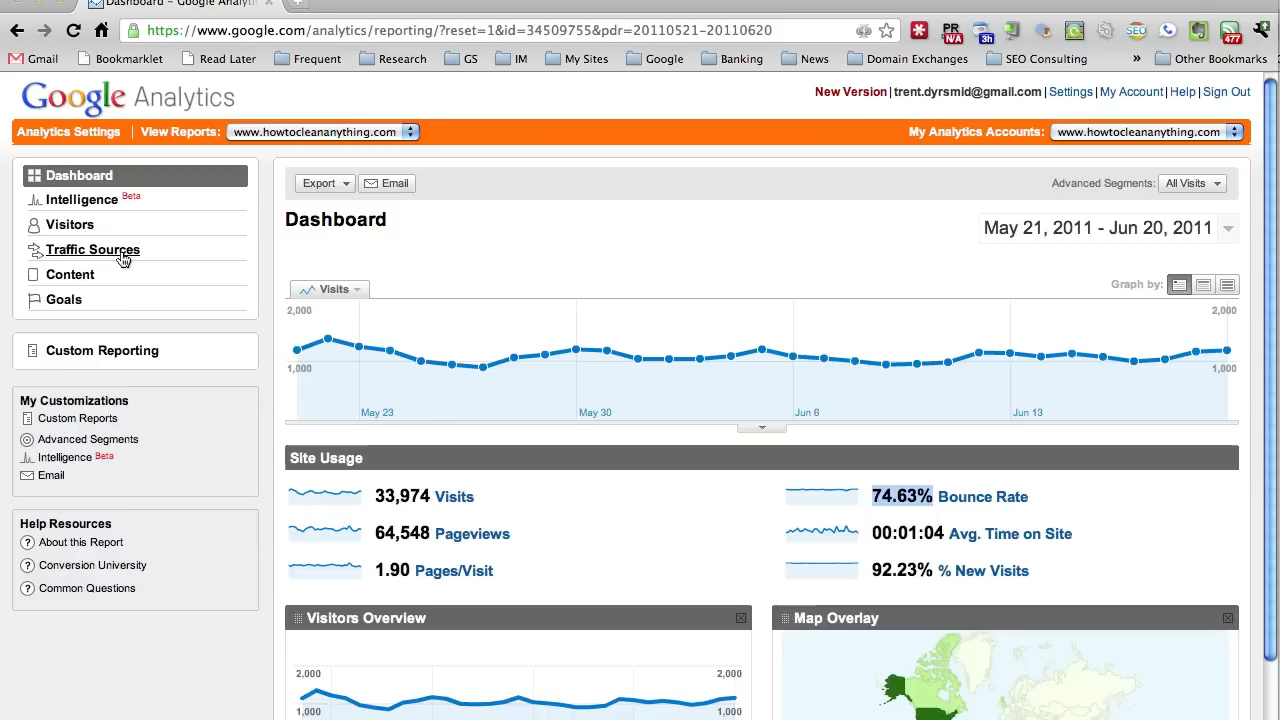 Dashboard – Google Analyti
https://www.google.com/analytics/reporting/?reset=1&id=34509755&pdr=20110521-20110620
PR
N/A
3h
SEO
477
Gmail Bookmarklet Read Later Frequent Research GS IM My Sites Google Banking News Domain Exchanges SEO Consulting » Other Bookmarks
Google Analytics
New Version | trent.dyrsmid@gmail.com | Settings | My Account | Help | Sign Out
Analytics Settings | View Reports: www.howtocleananything.com
My Analytics Accounts: www.howtocleananything.com
Dashboard
Intelligence Beta
Visitors
Traffic Sources
Content
Goals
Custom Reporting
My Customizations
Custom Reports
Advanced Segments
Intelligence Beta
Email
Help Resources
? About this Report
? Conversion University
? Common Questions
Export Email
Advanced Segments: All Visits
Dashboard
May 21, 2011 - Jun 20, 2011
Visits
Graph by:
2,000 2,000
1,000 1,000
May 23 May 30 Jun 6 Jun 13
Site Usage
33,974 Visits
74.63% Bounce Rate
64,548 Pageviews
00:01:04 Avg. Time on Site
1.90 Pages/Visit
92.23% % New Visits
Visitors Overview
2,000 2,000
1,000 1,000
Map Overlay